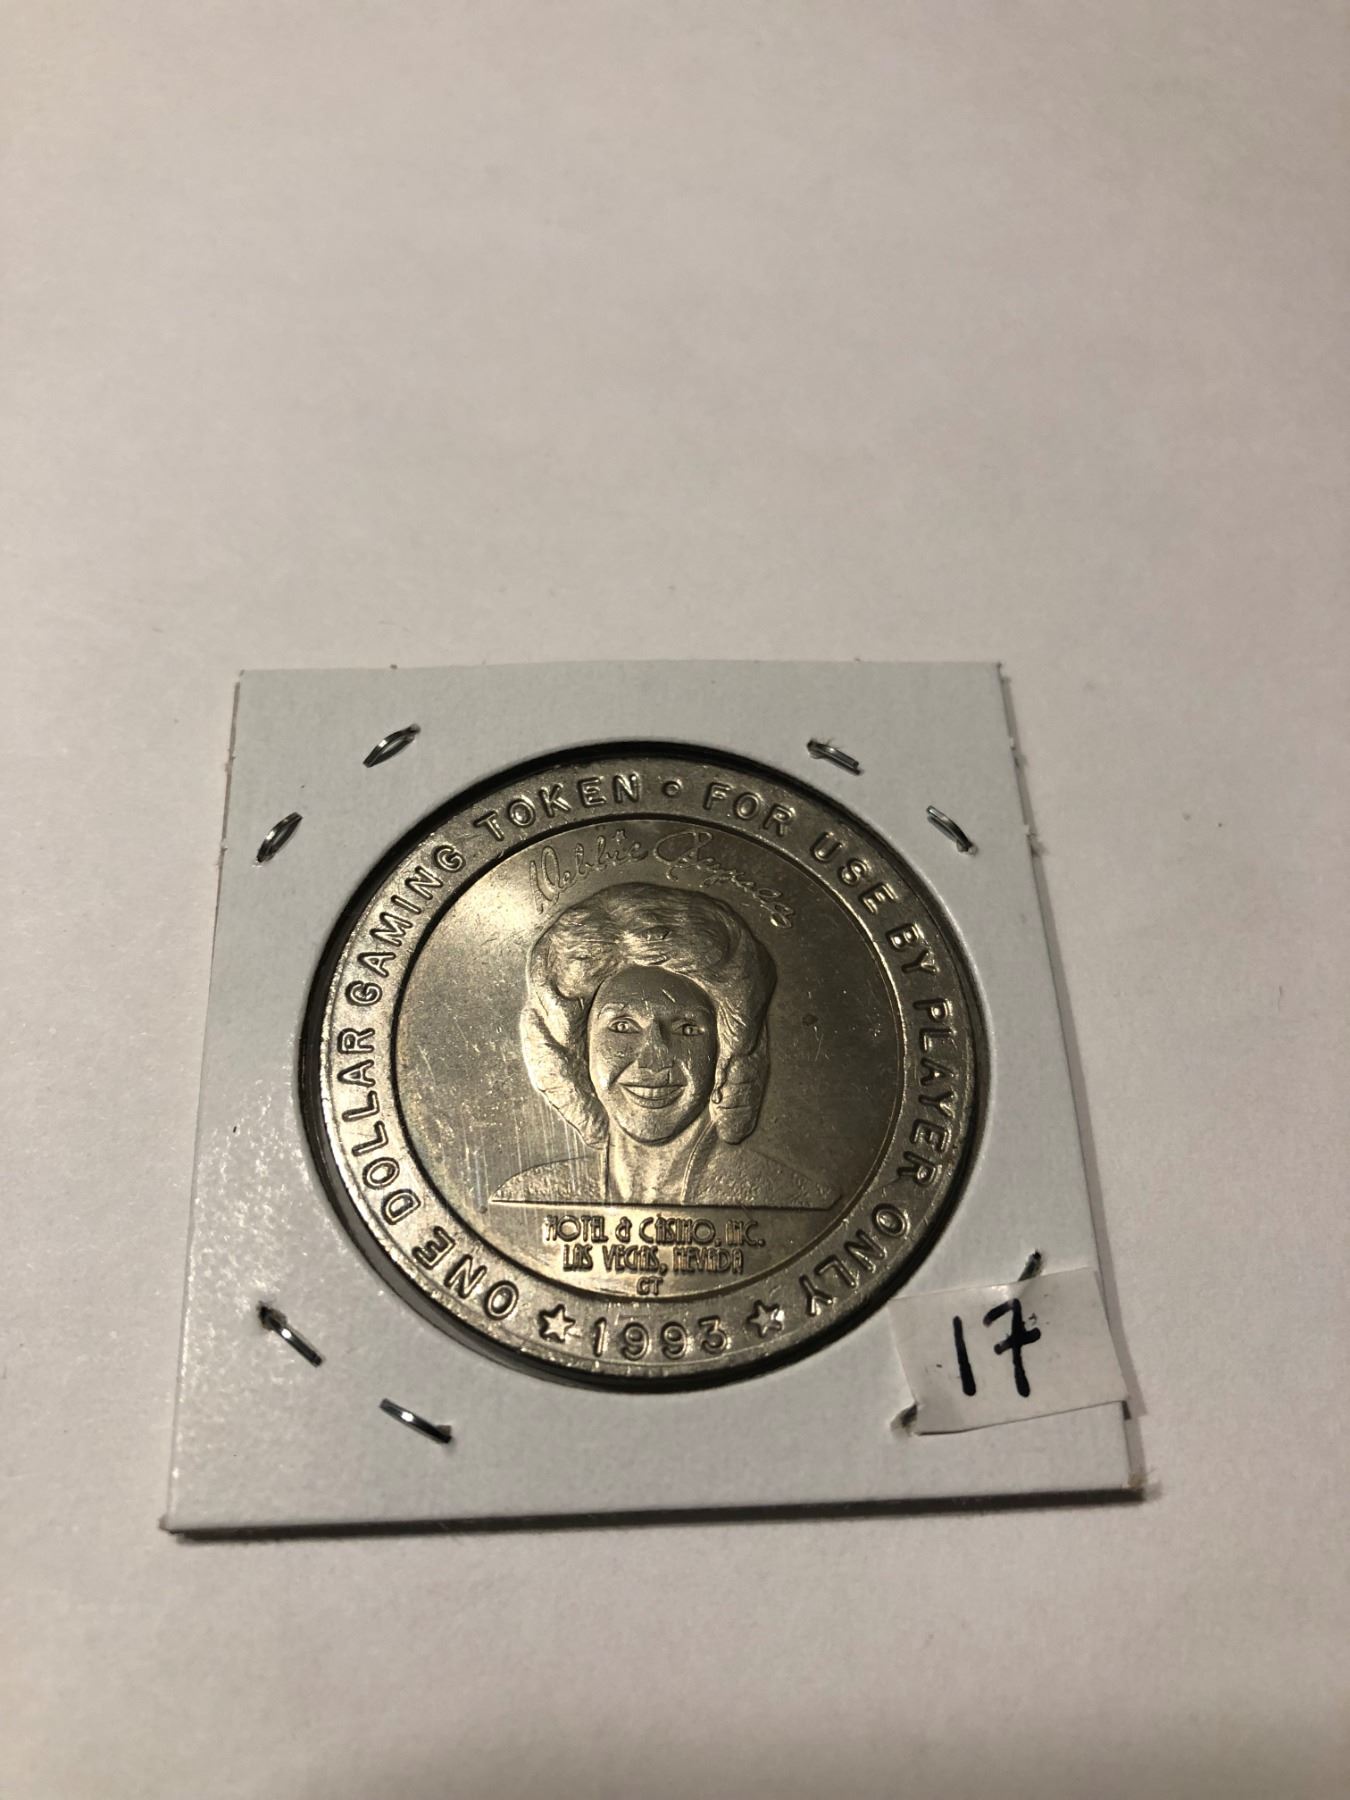 ONE DOLLAR GAMING TOKEN • FOR USE BY PLAYER ONLY
Debbie Reynolds
HOTEL & CASINO, INC.
LAS VEGAS, NEVADA
GT
★ 1993 ★
17